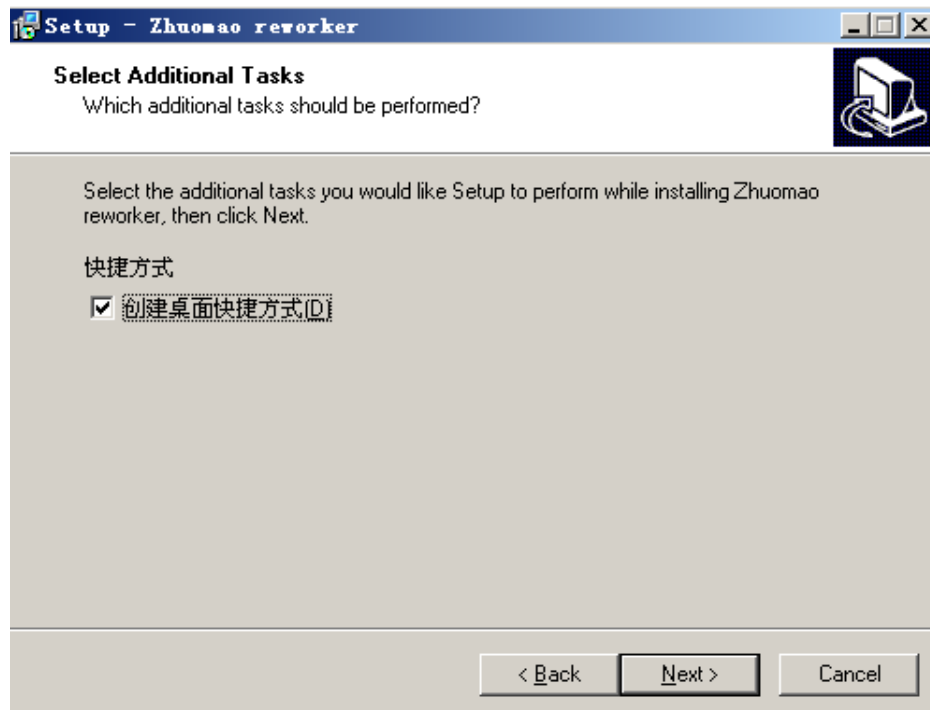 Setup - Zhuomao reworker
Select Additional Tasks
Which additional tasks should be performed?
Select the additional tasks you would like Setup to perform while installing Zhuomao
reworker, then click Next.
快捷方式
创建桌面快捷方式(D)
< Back
Next >
Cancel